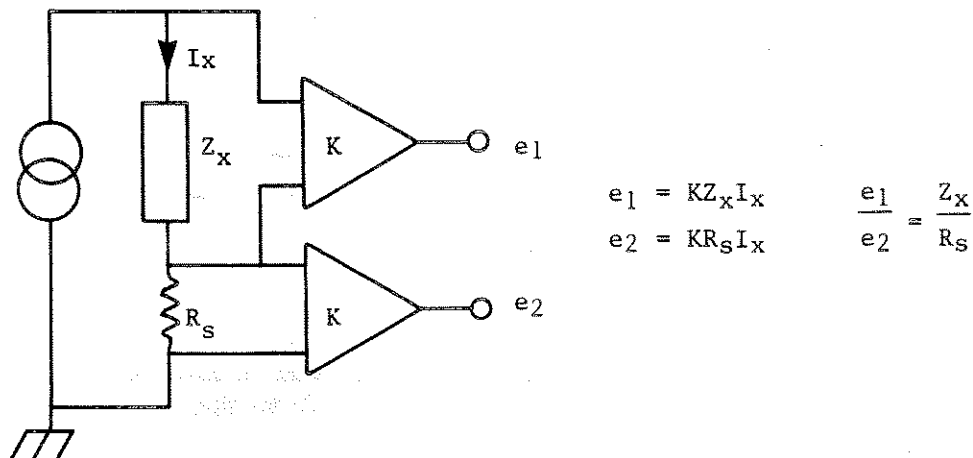 Ix
Zx
K
e1
Rs
K
e2
e1 = KZxIx
e2 = KRsIx
e1/e2 = Zx/Rs